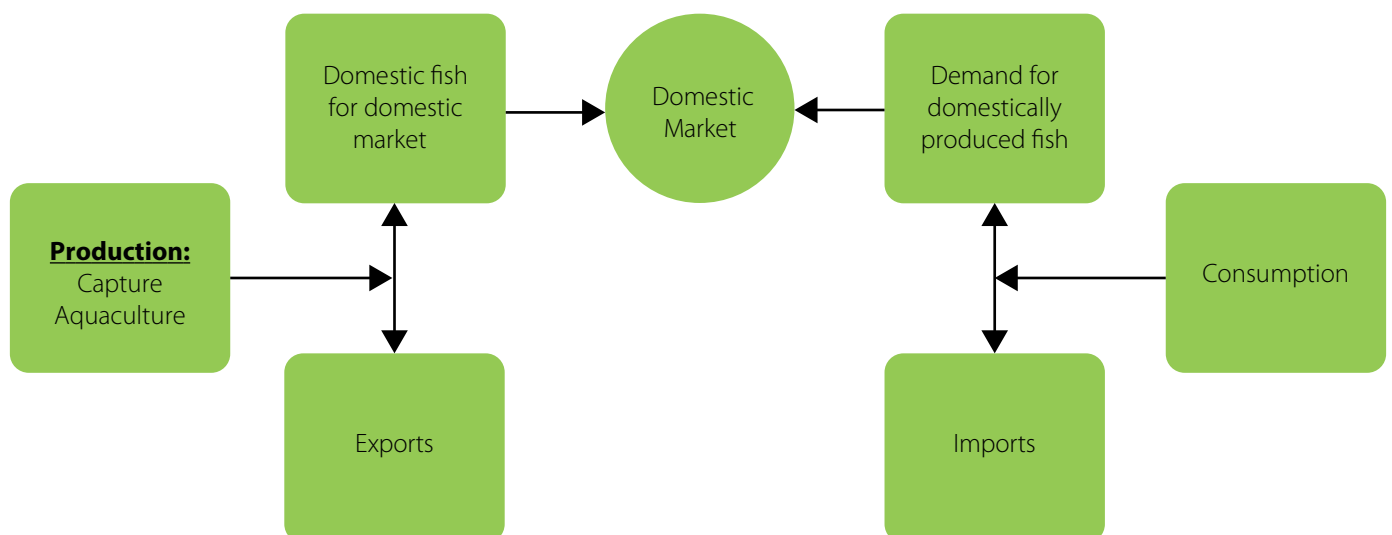 Domestic fish
for domestic
market
Domestic
Market
Demand for
domestically
produced fish
Production:
Capture
Aquaculture
Consumption
Exports
Imports